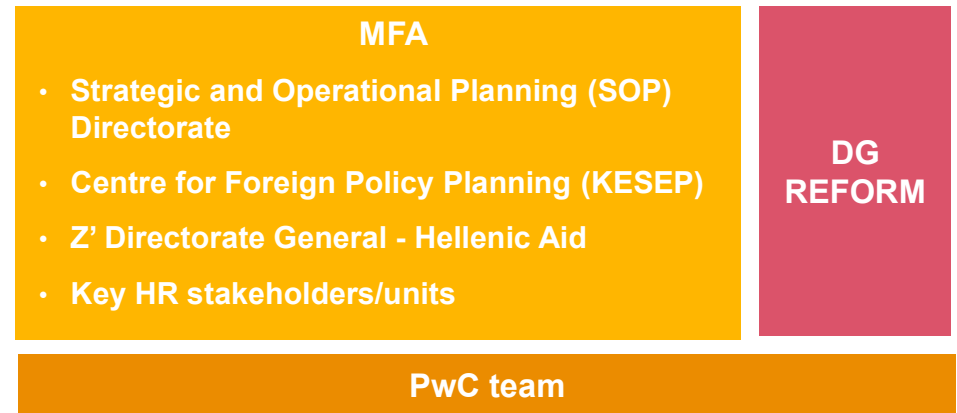 MFA
• Strategic and Operational Planning (SOP)
Directorate
• Centre for Foreign Policy Planning (KESEP)
• Z’ Directorate General - Hellenic Aid
• Key HR stakeholders/units
DG
REFORM
PwC team